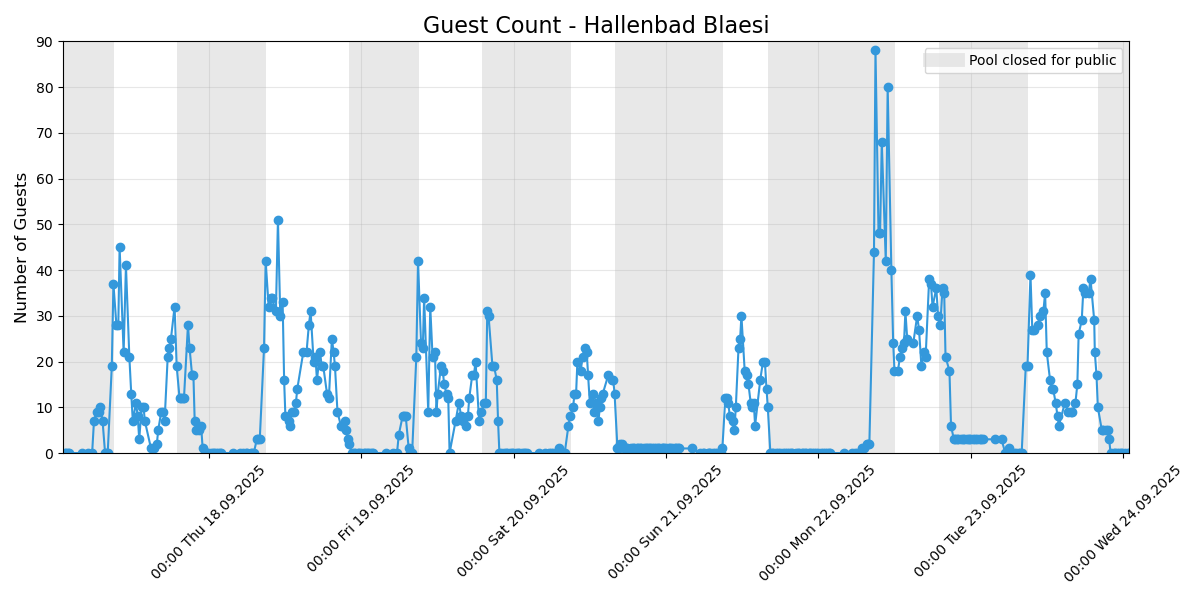 Guest Count - Hallenbad Blaesi
Pool closed for public
Number of Guests
90
80
70
60
50
40
30
20
10
0
00:00 Thu 18.09.2025
00:00 Fri 19.09.2025
00:00 Sat 20.09.2025
00:00 Sun 21.09.2025
00:00 Mon 22.09.2025
00:00 Tue 23.09.2025
00:00 Wed 24.09.2025